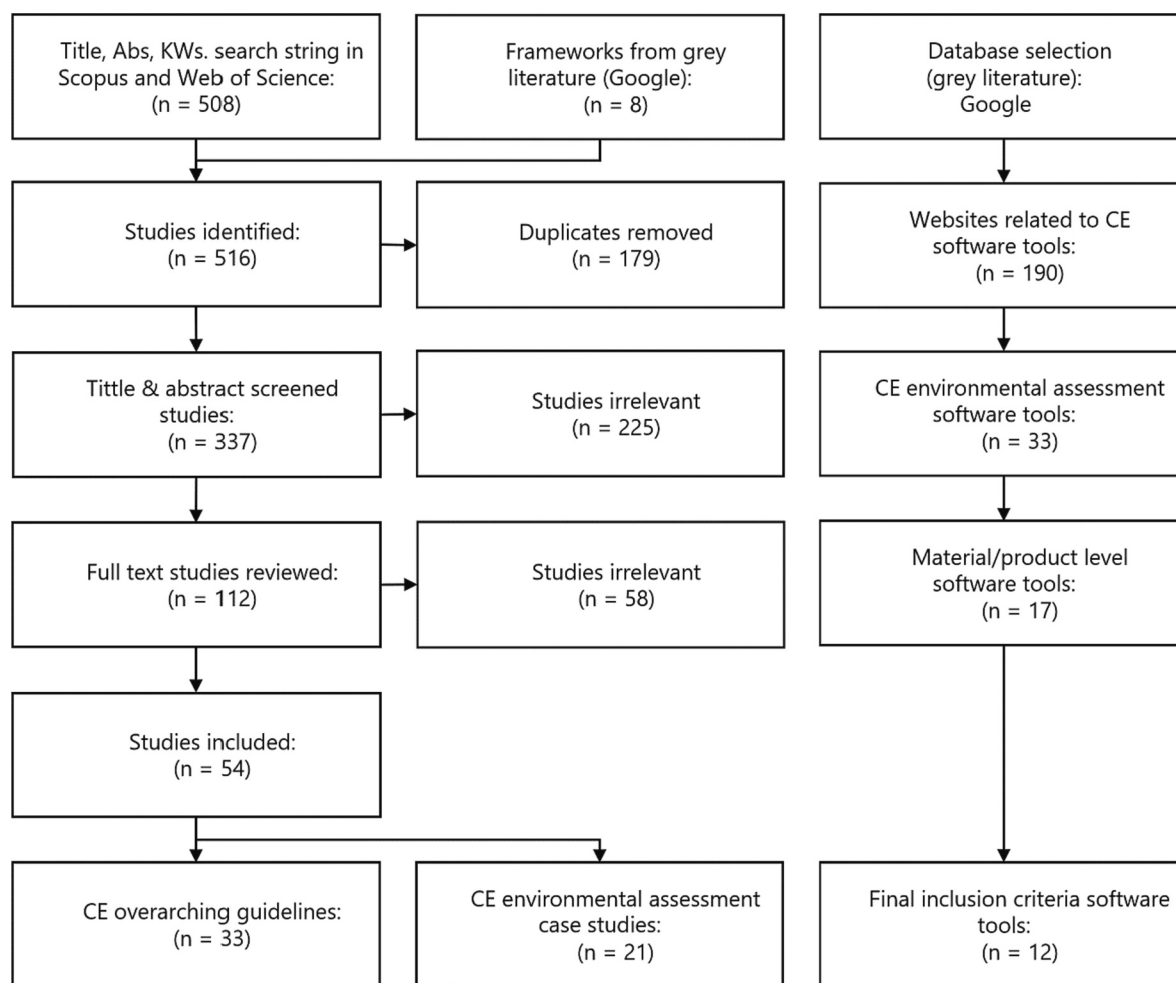 Title, Abs, KWs. search string in
Scopus and Web of Science:
(n = 508)
Frameworks from grey
literature (Google):
(n = 8)
Database selection
(grey literature):
Google
Studies identified:
(n = 516)
Duplicates removed
(n = 179)
Websites related to CE
software tools:
(n = 190)
Tittle & abstract screened
studies:
(n = 337)
Studies irrelevant
(n = 225)
CE environmental assessment
software tools:
(n = 33)
Full text studies reviewed:
(n = 112)
Studies irrelevant
(n = 58)
Material/product level
software tools:
(n = 17)
Studies included:
(n = 54)
CE overarching guidelines:
(n = 33)
CE environmental assessment
case studies:
(n = 21)
Final inclusion criteria software
tools:
(n = 12)